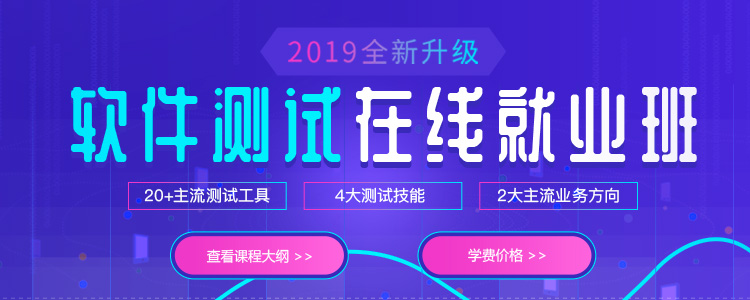 2019全新升级
软件测试在线就业班
20+主流测试工具
4大测试技能
2大主流业务方向
查看课程大纲 >>
学费价格 >>